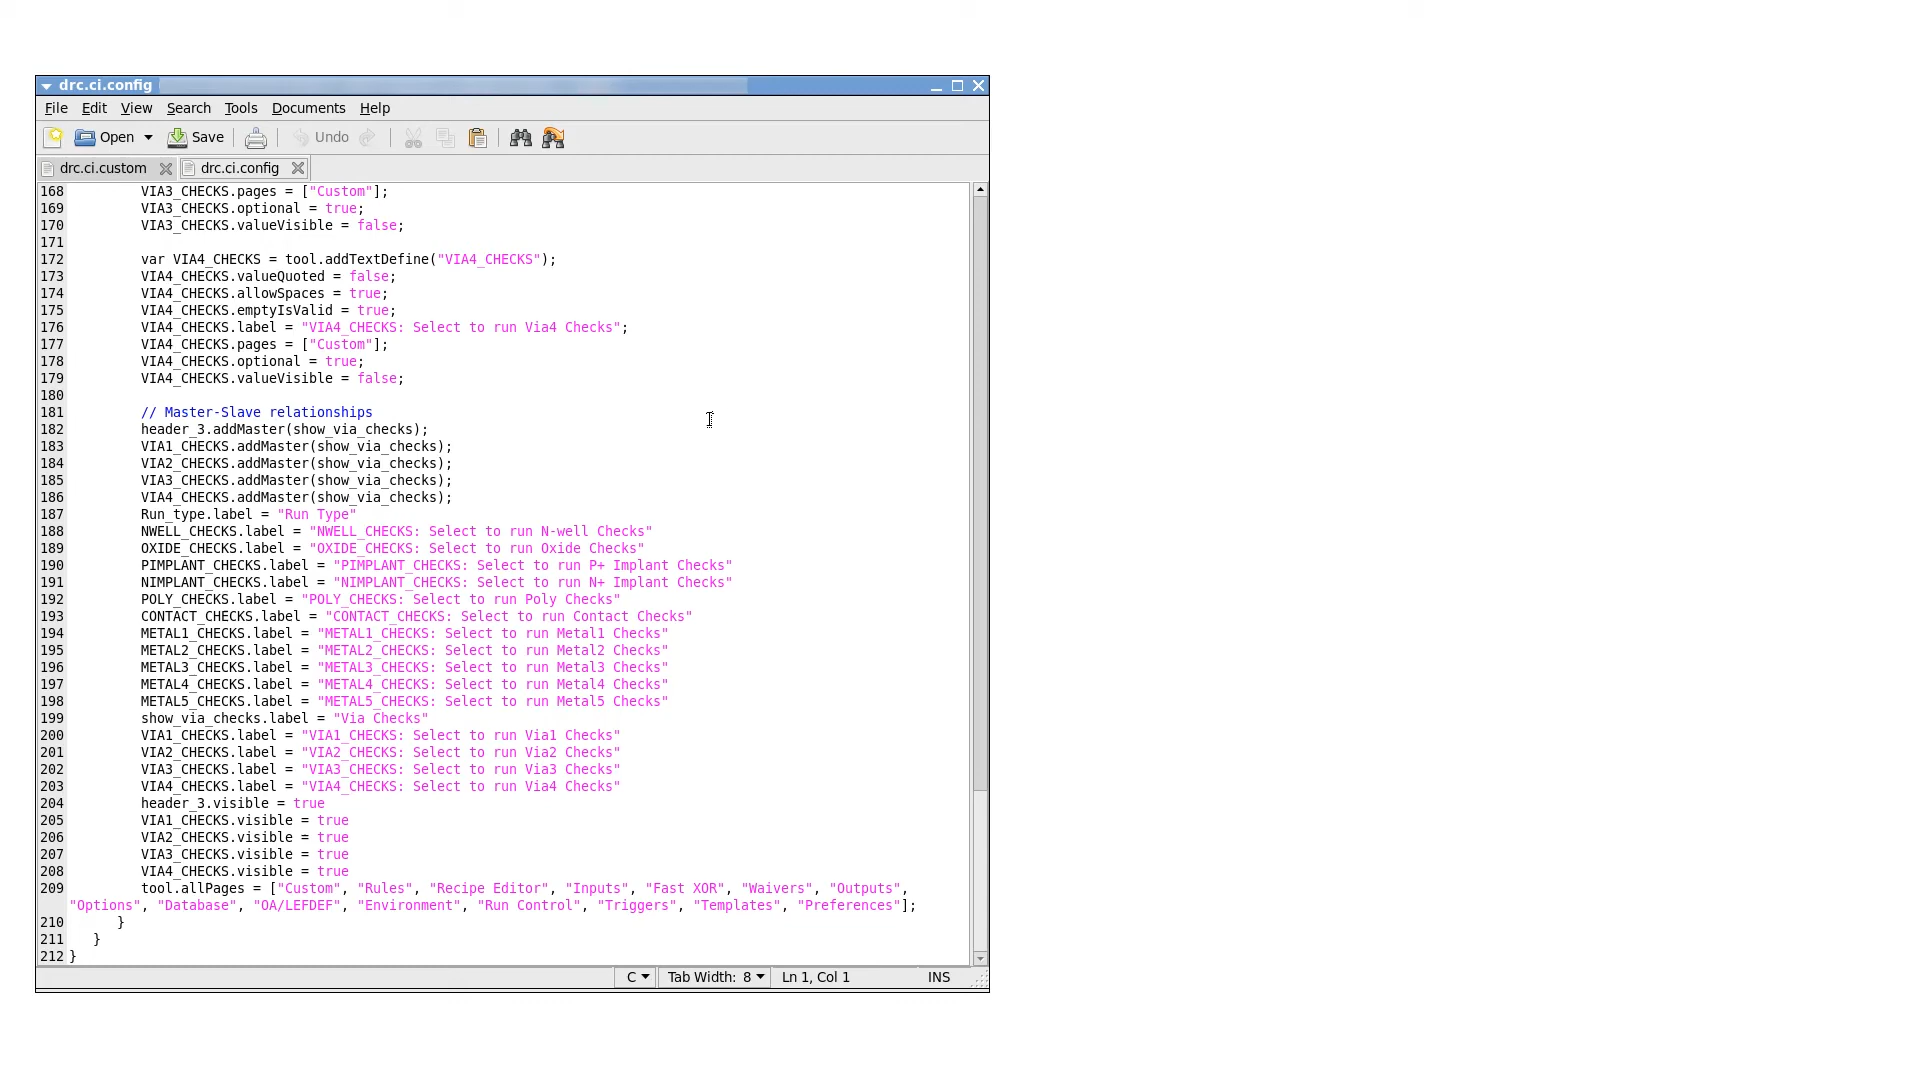 drc.ci.config
File Edit View Search Tools Documents Help
Open Save Undo
drc.ci.custom drc.ci.config
168 VIA3_CHECKS.pages = ["Custom"];
169 VIA3_CHECKS.optional = true;
170 VIA3_CHECKS.valueVisible = false;
171
172 var VIA4_CHECKS = tool.addTextDefine("VIA4_CHECKS");
173 VIA4_CHECKS.valueQuoted = false;
174 VIA4_CHECKS.allowSpaces = true;
175 VIA4_CHECKS.emptyIsValid = true;
176 VIA4_CHECKS.label = "VIA4_CHECKS: Select to run Via4 Checks";
177 VIA4_CHECKS.pages = ["Custom"];
178 VIA4_CHECKS.optional = true;
179 VIA4_CHECKS.valueVisible = false;
180
181 // Master-Slave relationships
182 header_3.addMaster(show_via_checks);
183 VIA1_CHECKS.addMaster(show_via_checks);
184 VIA2_CHECKS.addMaster(show_via_checks);
185 VIA3_CHECKS.addMaster(show_via_checks);
186 VIA4_CHECKS.addMaster(show_via_checks);
187 Run_type.label = "Run Type"
188 NWELL_CHECKS.label = "NWELL_CHECKS: Select to run N-well Checks"
189 OXIDE_CHECKS.label = "OXIDE_CHECKS: Select to run Oxide Checks"
190 PIMPLANT_CHECKS.label = "PIMPLANT_CHECKS: Select to run P+ Implant Checks"
191 NIMPLANT_CHECKS.label = "NIMPLANT_CHECKS: Select to run N+ Implant Checks"
192 POLY_CHECKS.label = "POLY_CHECKS: Select to run Poly Checks"
193 CONTACT_CHECKS.label = "CONTACT_CHECKS: Select to run Contact Checks"
194 METAL1_CHECKS.label = "METAL1_CHECKS: Select to run Metal1 Checks"
195 METAL2_CHECKS.label = "METAL2_CHECKS: Select to run Metal2 Checks"
196 METAL3_CHECKS.label = "METAL3_CHECKS: Select to run Metal3 Checks"
197 METAL4_CHECKS.label = "METAL4_CHECKS: Select to run Metal4 Checks"
198 METAL5_CHECKS.label = "METAL5_CHECKS: Select to run Metal5 Checks"
199 show_via_checks.label = "Via Checks"
200 VIA1_CHECKS.label = "VIA1_CHECKS: Select to run Via1 Checks"
201 VIA2_CHECKS.label = "VIA2_CHECKS: Select to run Via2 Checks"
202 VIA3_CHECKS.label = "VIA3_CHECKS: Select to run Via3 Checks"
203 VIA4_CHECKS.label = "VIA4_CHECKS: Select to run Via4 Checks"
204 header_3.visible = true
205 VIA1_CHECKS.visible = true
206 VIA2_CHECKS.visible = true
207 VIA3_CHECKS.visible = true
208 VIA4_CHECKS.visible = true
209 tool.allPages = ["Custom", "Rules", "Recipe Editor", "Inputs", "Fast XOR", "Waivers", "Outputs",
"Options", "Database", "OA/LEFDEF", "Environment", "Run Control", "Triggers", "Templates", "Preferences"];
210 }
211 }
212 }
C Tab Width: 8 Ln 1, Col 1 INS